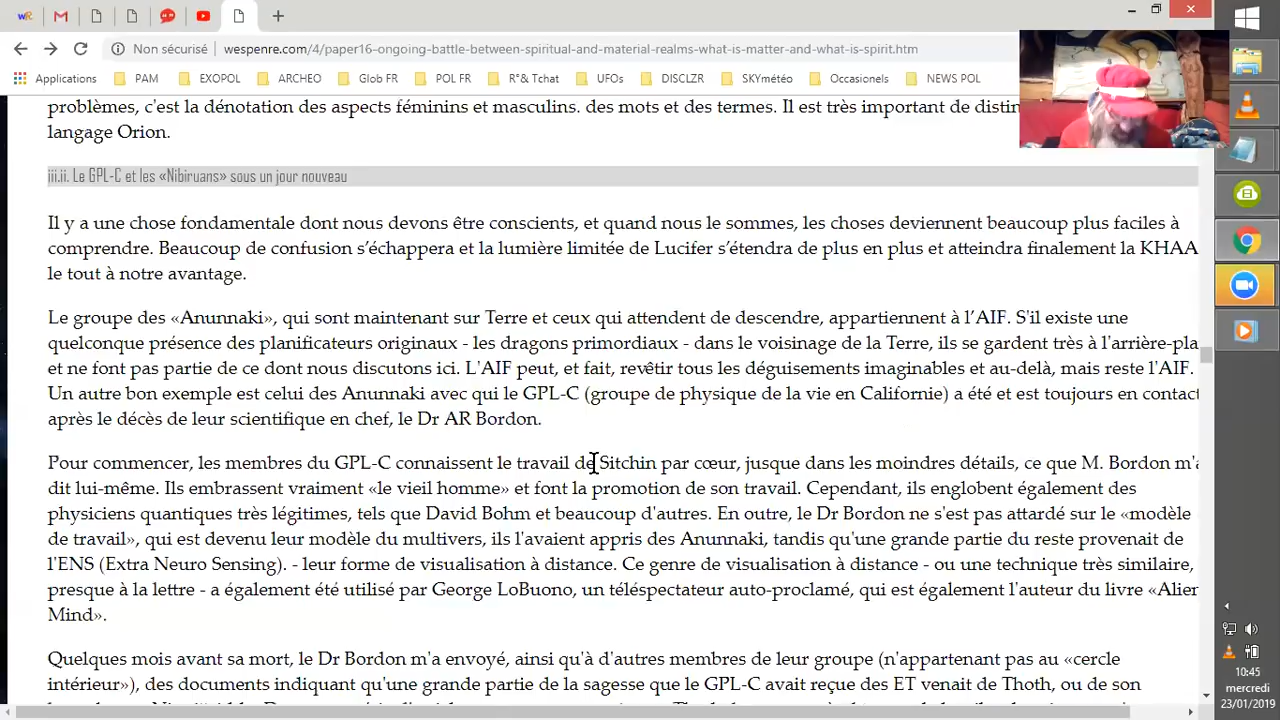 Non sécurisé | wespenre.com/4/paper16-ongoing-battle-between-spiritual-and-material-realms-what-is-matter-and-what-is-spirit.htm
Applications PAM EXOPOL ARCHEO Glob FR POL FR R°& Tchat UFOs DISCLZR SKYmétéo Occasionels NEWS POL
problèmes, c'est la dénotation des aspects féminins et masculins. des mots et des termes. Il est très important de
langage Orion.
iii.ii. Le GPL-C et les «Nibiruans» sous un jour nouveau
Il y a une chose fondamentale dont nous devons être conscients, et quand nous le sommes, les choses deviennent beaucoup plus faciles à
comprendre. Beaucoup de confusion s'échappera et la lumière limitée de Lucifer s'étendra de plus en plus et atteindra finalement la KHAA
le tout à notre avantage.
Le groupe des «Anunnaki», qui sont maintenant sur Terre et ceux qui attendent de descendre, appartiennent à l'AIF. S'il existe une
quelconque présence des planificateurs originaux - les dragons primordiaux - dans le voisinage de la Terre, ils se gardent très à l'arrière-pla
et ne font pas partie de ce dont nous discutons ici. L'AIF peut, et fait, revêtir tous les déguisements imaginables et au-delà, mais reste l'AIF.
Un autre bon exemple est celui des Anunnaki avec qui le GPL-C (groupe de physique de la vie en Californie) a été et est toujours en contact
après le décès de leur scientifique en chef, le Dr AR Bordon.
Pour commencer, les membres du GPL-C connaissent le travail de Sitchin par cœur, jusque dans les moindres détails, ce que M. Bordon m'a
dit lui-même. Ils embrassent vraiment «le vieil homme» et font la promotion de son travail. Cependant, ils englobent également des
physiciens quantiques très légitimes, tels que David Bohm et beaucoup d'autres. En outre, le Dr Bordon ne s'est pas attardé sur le «modèle
de travail», qui est devenu leur modèle du multivers, ils l'avaient appris des Anunnaki, tandis qu'une grande partie du reste provenait de
l'ENS (Extra Neuro Sensing). - leur forme de visualisation à distance. Ce genre de visualisation à distance - ou une technique très similaire,
presque à la lettre - a également été utilisé par George LoBuono, un téléspectateur auto-proclamé, qui est également l'auteur du livre «Alien
Mind».
Quelques mois avant sa mort, le Dr Bordon m'a envoyé, ainsi qu'à d'autres membres de leur groupe (n'appartenant pas au «cercle
intérieur»), des documents indiquant qu'une grande partie de la sagesse que le GPL-C avait reçue des ET venait de Thoth, ou de son
10:45
mercredi
23/01/2019